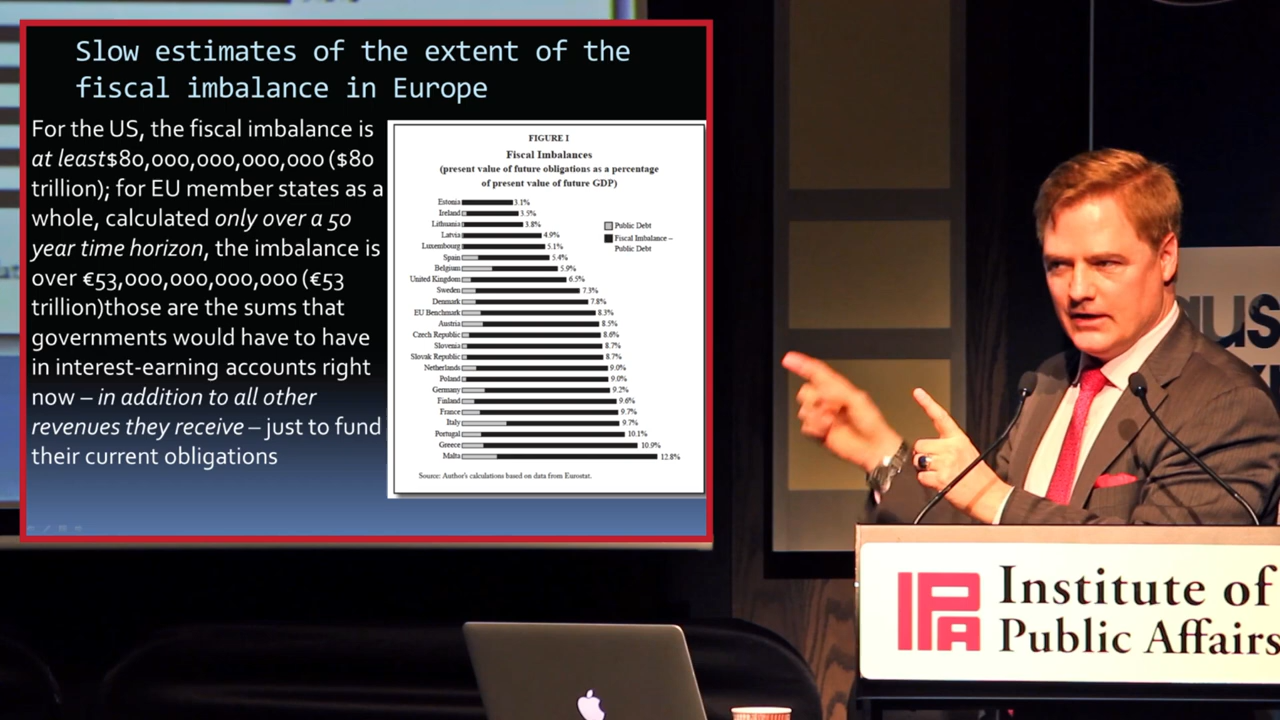 Slow estimates of the extent of the
fiscal imbalance in Europe
For the US, the fiscal imbalance is
at least$80,000,000,000,000 ($80
trillion); for EU member states as a
whole, calculated only over a 50
year time horizon, the imbalance is
over €53,000,000,000,000 (€53
trillion)those are the sums that
governments would have to have
in interest-earning accounts right
now – in addition to all other
revenues they receive – just to fund
their current obligations
FIGURE I
Fiscal Imbalances
(present value of future obligations as a percentage
of present value of future GDP)
Estonia 3.1%
Ireland 3.5%
Lithuania 3.8%
Latvia 4.9%
Luxembourg 5.1%
Spain 5.4%
Belgium 5.9%
United Kingdom 6.5%
Sweden 7.3%
Denmark 7.8%
EU Benchmark 8.3%
Austria 8.5%
Czech Republic 8.6%
Slovenia 8.7%
Slovak Republic 8.7%
Netherlands 9.0%
Poland 9.0%
Germany 9.2%
Finland 9.6%
France 9.7%
Italy 9.7%
Portugal 10.1%
Greece 10.9%
Malta 12.8%
Public Debt
Fiscal Imbalance –
Public Debt
Source: Author's calculations based on data from Eurostat.
IPA
Institute of
Public Affairs